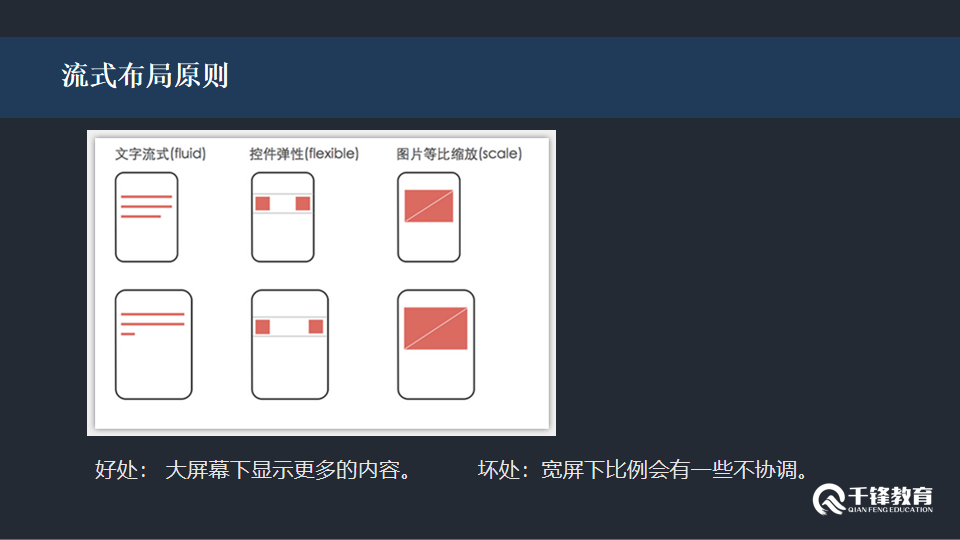 流式布局原则
文字流式(fluid)
控件弹性(flexible)
图片等比缩放(scale)
好处： 大屏幕下显示更多的内容。
坏处：宽屏下比例会有一些不协调。
千锋教育
QIAN FENG EDUCATION